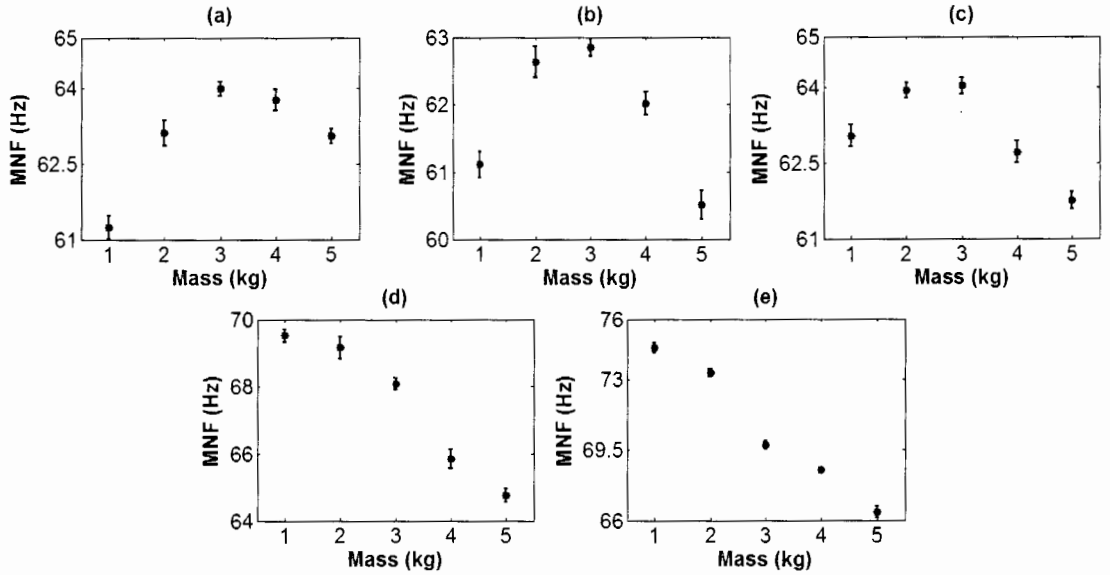 (a)
65
64
62.5
61
MNF (Hz)
1 2 3 4 5
Mass (kg)
(b)
63
62
61
60
MNF (Hz)
1 2 3 4 5
Mass (kg)
(c)
65
64
62.5
61
MNF (Hz)
1 2 3 4 5
Mass (kg)
(d)
70
68
66
64
MNF (Hz)
1 2 3 4 5
Mass (kg)
(e)
76
73
69.5
66
MNF (Hz)
1 2 3 4 5
Mass (kg)